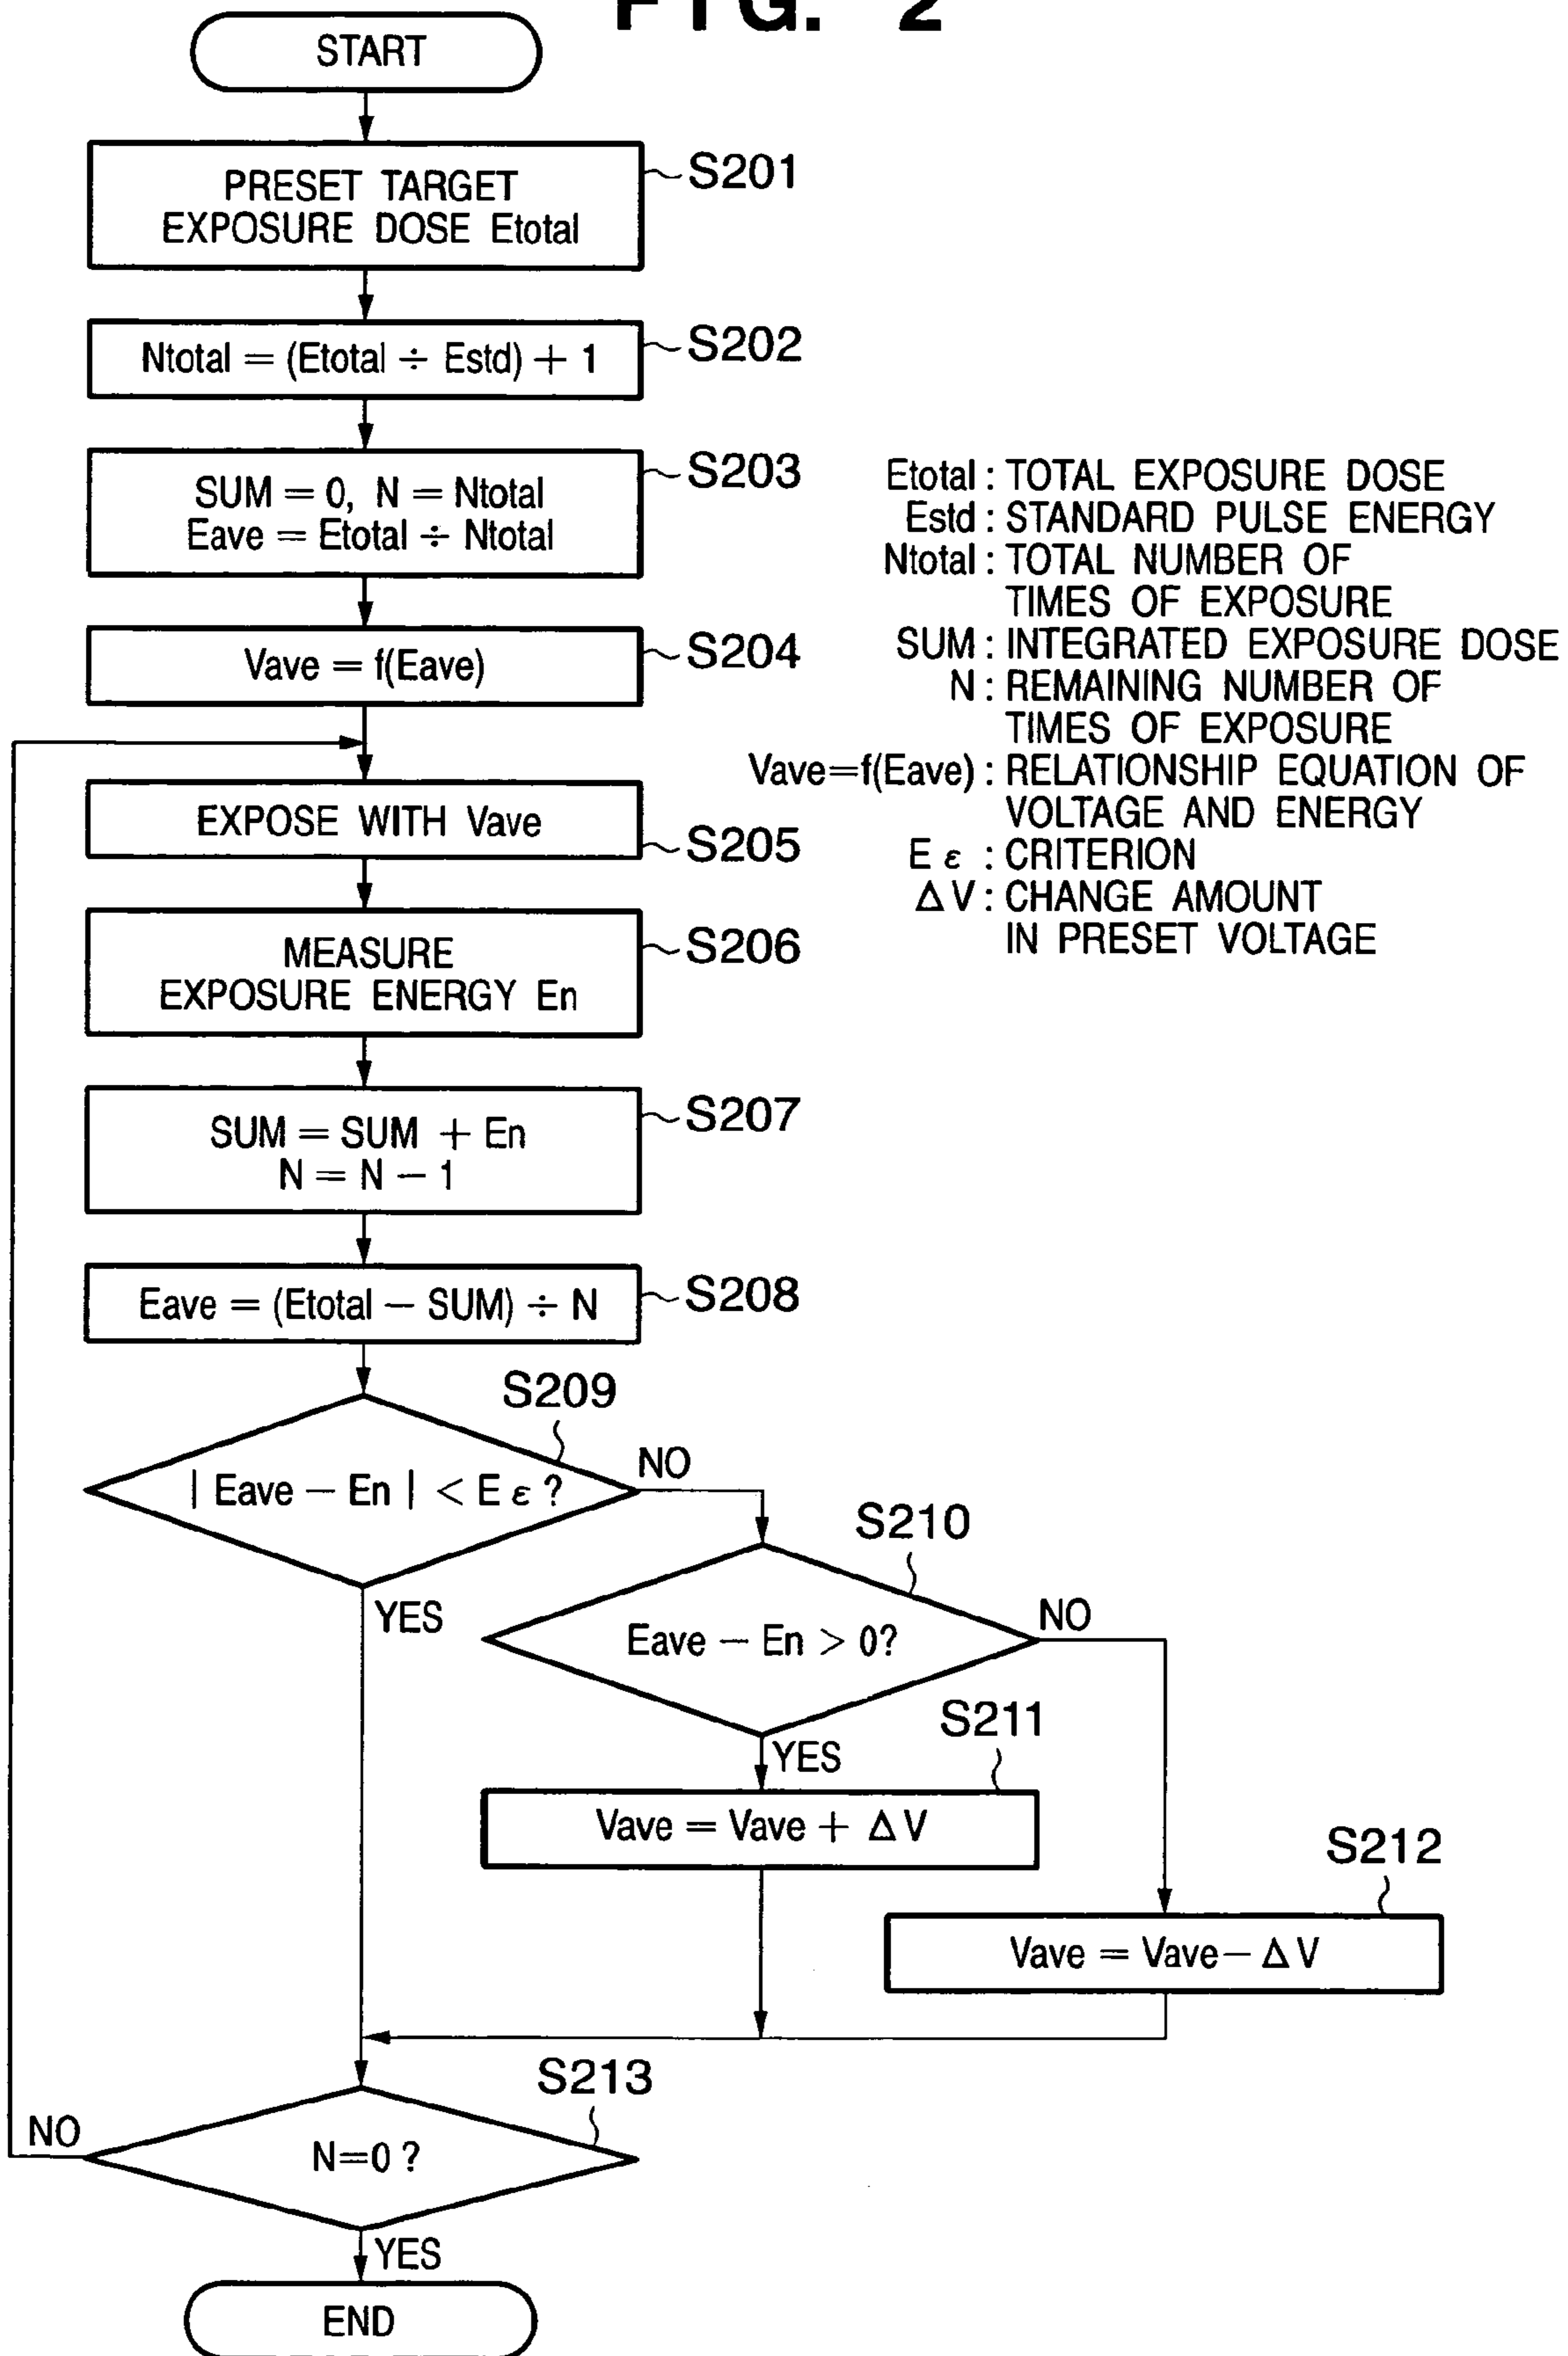 FIG. 2
START
PRESET TARGET
EXPOSURE DOSE Etotal
S201
Ntotal = (Etotal ÷ Estd) + 1
S202
SUM = 0, N = Ntotal
Eave = Etotal ÷ Ntotal
S203
Vave = f(Eave)
S204
EXPOSE WITH Vave
S205
MEASURE
EXPOSURE ENERGY En
S206
SUM = SUM + En
N = N − 1
S207
Eave = (Etotal − SUM) ÷ N
S208
S209
| Eave − En | < E ε ?
NO
YES
S210
Eave − En > 0?
NO
YES
S211
Vave = Vave + Δ V
S212
Vave = Vave − Δ V
S213
N=0 ?
NO
YES
END
Etotal : TOTAL EXPOSURE DOSE
Estd : STANDARD PULSE ENERGY
Ntotal : TOTAL NUMBER OF
TIMES OF EXPOSURE
SUM : INTEGRATED EXPOSURE DOSE
N : REMAINING NUMBER OF
TIMES OF EXPOSURE
Vave=f(Eave) : RELATIONSHIP EQUATION OF
VOLTAGE AND ENERGY
E ε : CRITERION
Δ V : CHANGE AMOUNT
IN PRESET VOLTAGE